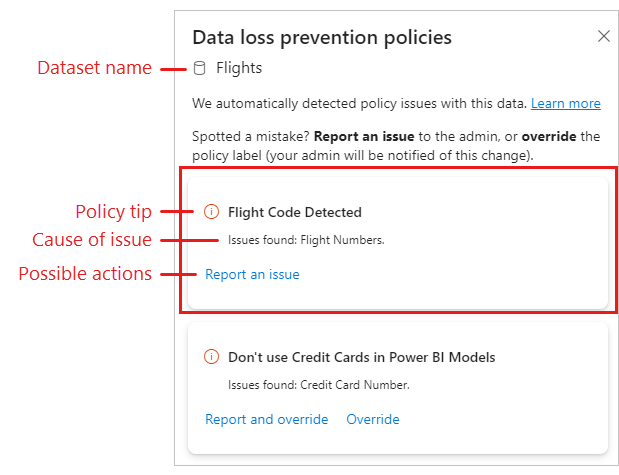 Data loss prevention policies
Dataset name
Flights
We automatically detected policy issues with this data. Learn more
Spotted a mistake? Report an issue to the admin, or override the
policy label (your admin will be notified of this change).
Policy tip
Flight Code Detected
Cause of issue
Issues found: Flight Numbers.
Possible actions
Report an issue
Don't use Credit Cards in Power BI Models
Issues found: Credit Card Number.
Report and override Override